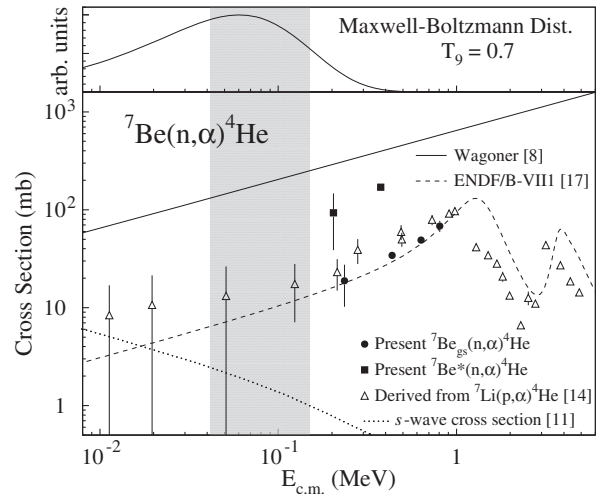 arb. units
Maxwell-Boltzmann Dist.
T₉ = 0.7
Cross Section (mb)
10³
10²
10
1
⁷Be(n,α)⁴He
Wagoner [8]
ENDF/B-VII1 [17]
Present ⁷Be_gs(n,α)⁴He
Present ⁷Be*(n,α)⁴He
Derived from ⁷Li(p,α)⁴He [14]
s-wave cross section [11]
10⁻² 10⁻¹ 1
E_c.m. (MeV)